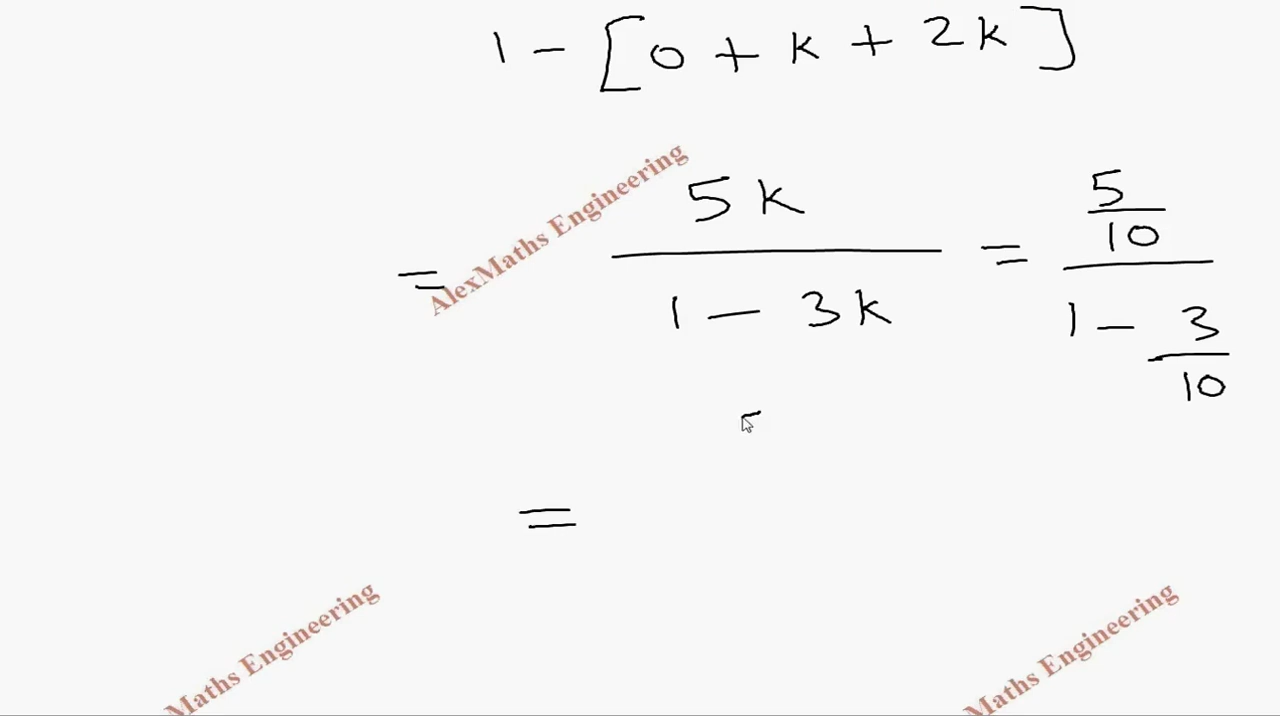 1 - [0 + k + 2k]
AlexMaths Engineering
= 5k / 1 - 3k = 5/10 / 1 - 3/10
=
Maths Engineering
Maths Engineering